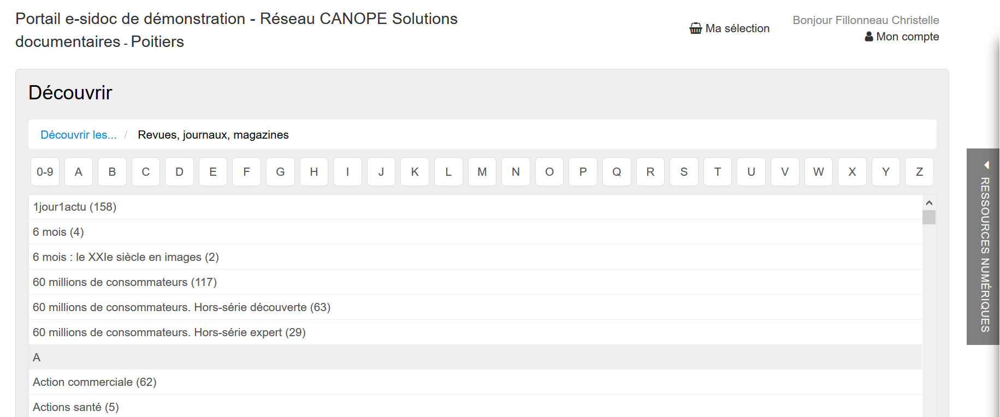 Portail e-sidoc de démonstration - Réseau CANOPE Solutions
documentaires - Poitiers
Ma sélection
Bonjour Fillonneau Christelle
Mon compte
Découvrir
Découvrir les... / Revues, journaux, magazines
0-9 A B C D E F G H I J K L M N O P Q R S T U V W X Y Z
1jour1actu (158)
6 mois (4)
6 mois : le XXIe siècle en images (2)
60 millions de consommateurs (117)
60 millions de consommateurs. Hors-série découverte (63)
60 millions de consommateurs. Hors-série expert (29)
A
Action commerciale (62)
Actions santé (5)
RESSOURCES NUMÉRIQUES